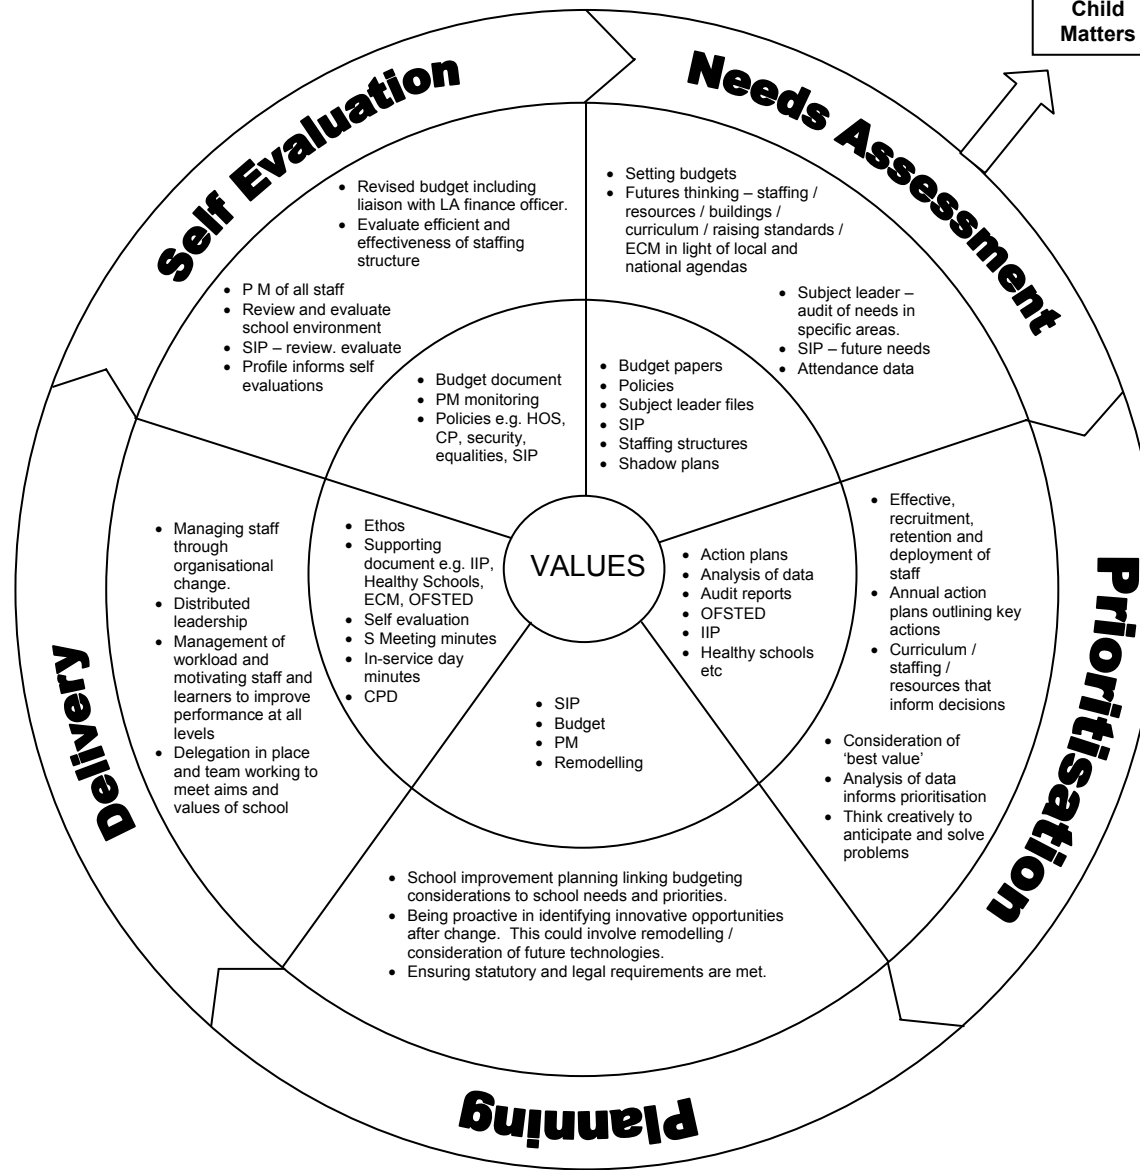 Child
Matters
Self Evaluation
Needs Assessment
Prioritisation
Planning
Delivery
• Revised budget including
liaison with LA finance officer.
• Evaluate efficient and
effectiveness of staffing
structure
• P M of all staff
• Review and evaluate
school environment
• SIP – review. evaluate
• Profile informs self
evaluations
• Setting budgets
• Futures thinking – staffing /
resources / buildings /
curriculum / raising standards /
ECM in light of local and
national agendas
• Subject leader –
audit of needs in
specific areas.
• SIP – future needs
• Attendance data
• Budget document
• PM monitoring
• Policies e.g. HOS,
CP, security,
equalities, SIP
• Budget papers
• Policies
• Subject leader files
• SIP
• Staffing structures
• Shadow plans
• Managing staff
through
organisational
change.
• Distributed
leadership
• Management of
workload and
motivating staff and
learners to improve
performance at all
levels
• Delegation in place
and team working to
meet aims and
values of school
• Ethos
• Supporting
document e.g. IIP,
Healthy Schools,
ECM, OFSTED
• Self evaluation
• S Meeting minutes
• In-service day
minutes
• CPD
VALUES
• Action plans
• Analysis of data
• Audit reports
• OFSTED
• IIP
• Healthy schools
etc
• Effective,
recruitment,
retention and
deployment of
staff
• Annual action
plans outlining key
actions
• Curriculum /
staffing /
resources that
inform decisions
• Consideration of
‘best value’
• Analysis of data
informs prioritisation
• Think creatively to
anticipate and solve
problems
• SIP
• Budget
• PM
• Remodelling
• School improvement planning linking budgeting
considerations to school needs and priorities.
• Being proactive in identifying innovative opportunities
after change. This could involve remodelling /
consideration of future technologies.
• Ensuring statutory and legal requirements are met.